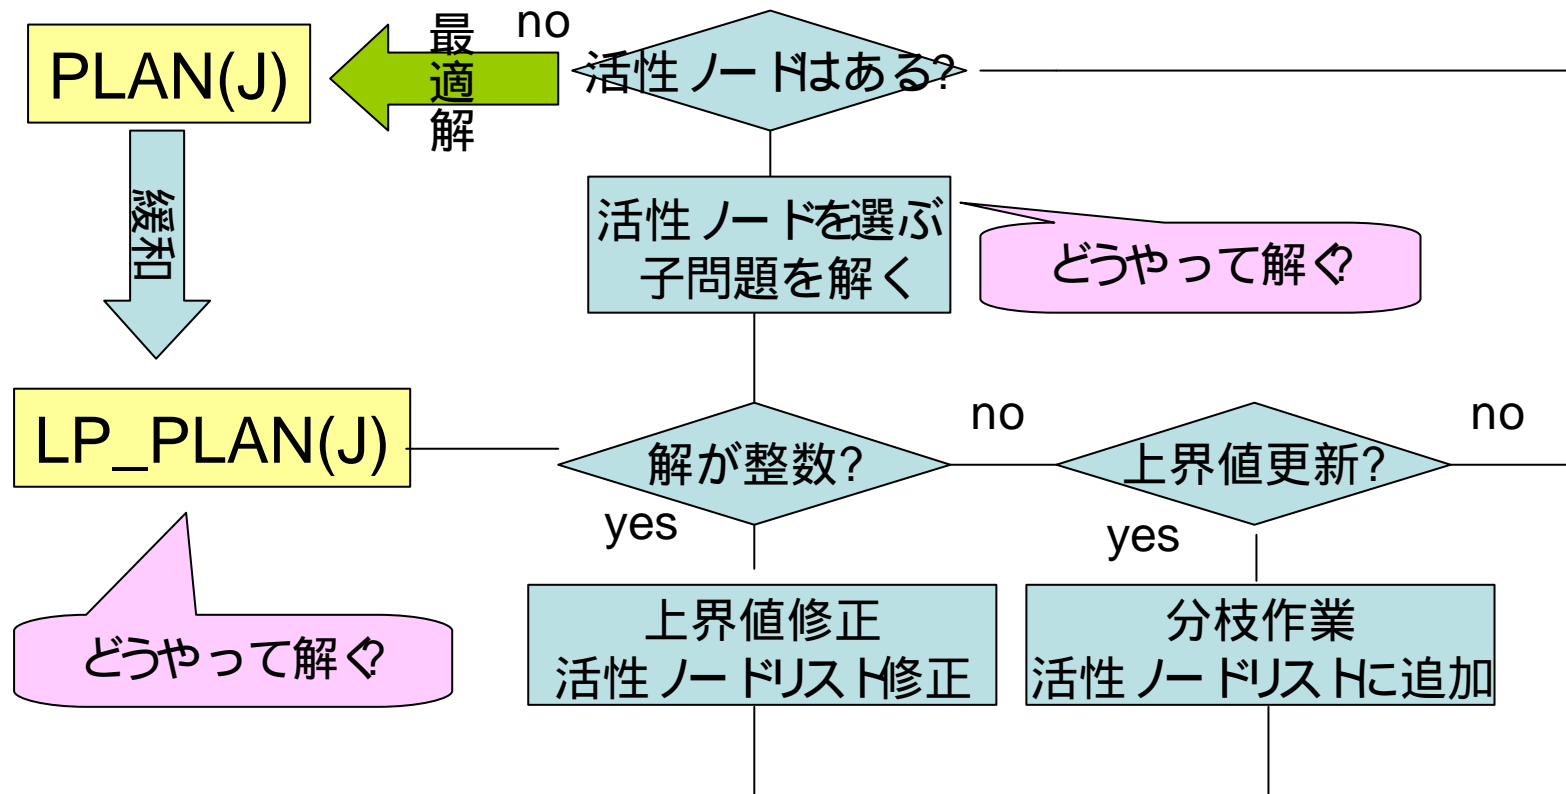 PLAN(J)
最適解
no
活性ノードはある?
緩和
活性ノードを選ぶ
子問題を解く
どうやって解く?
LP_PLAN(J)
解が整数?
no
上界値更新?
no
yes
yes
どうやって解く?
上界値修正
活性ノードリスト修正
分枝作業
活性ノードリストに追加